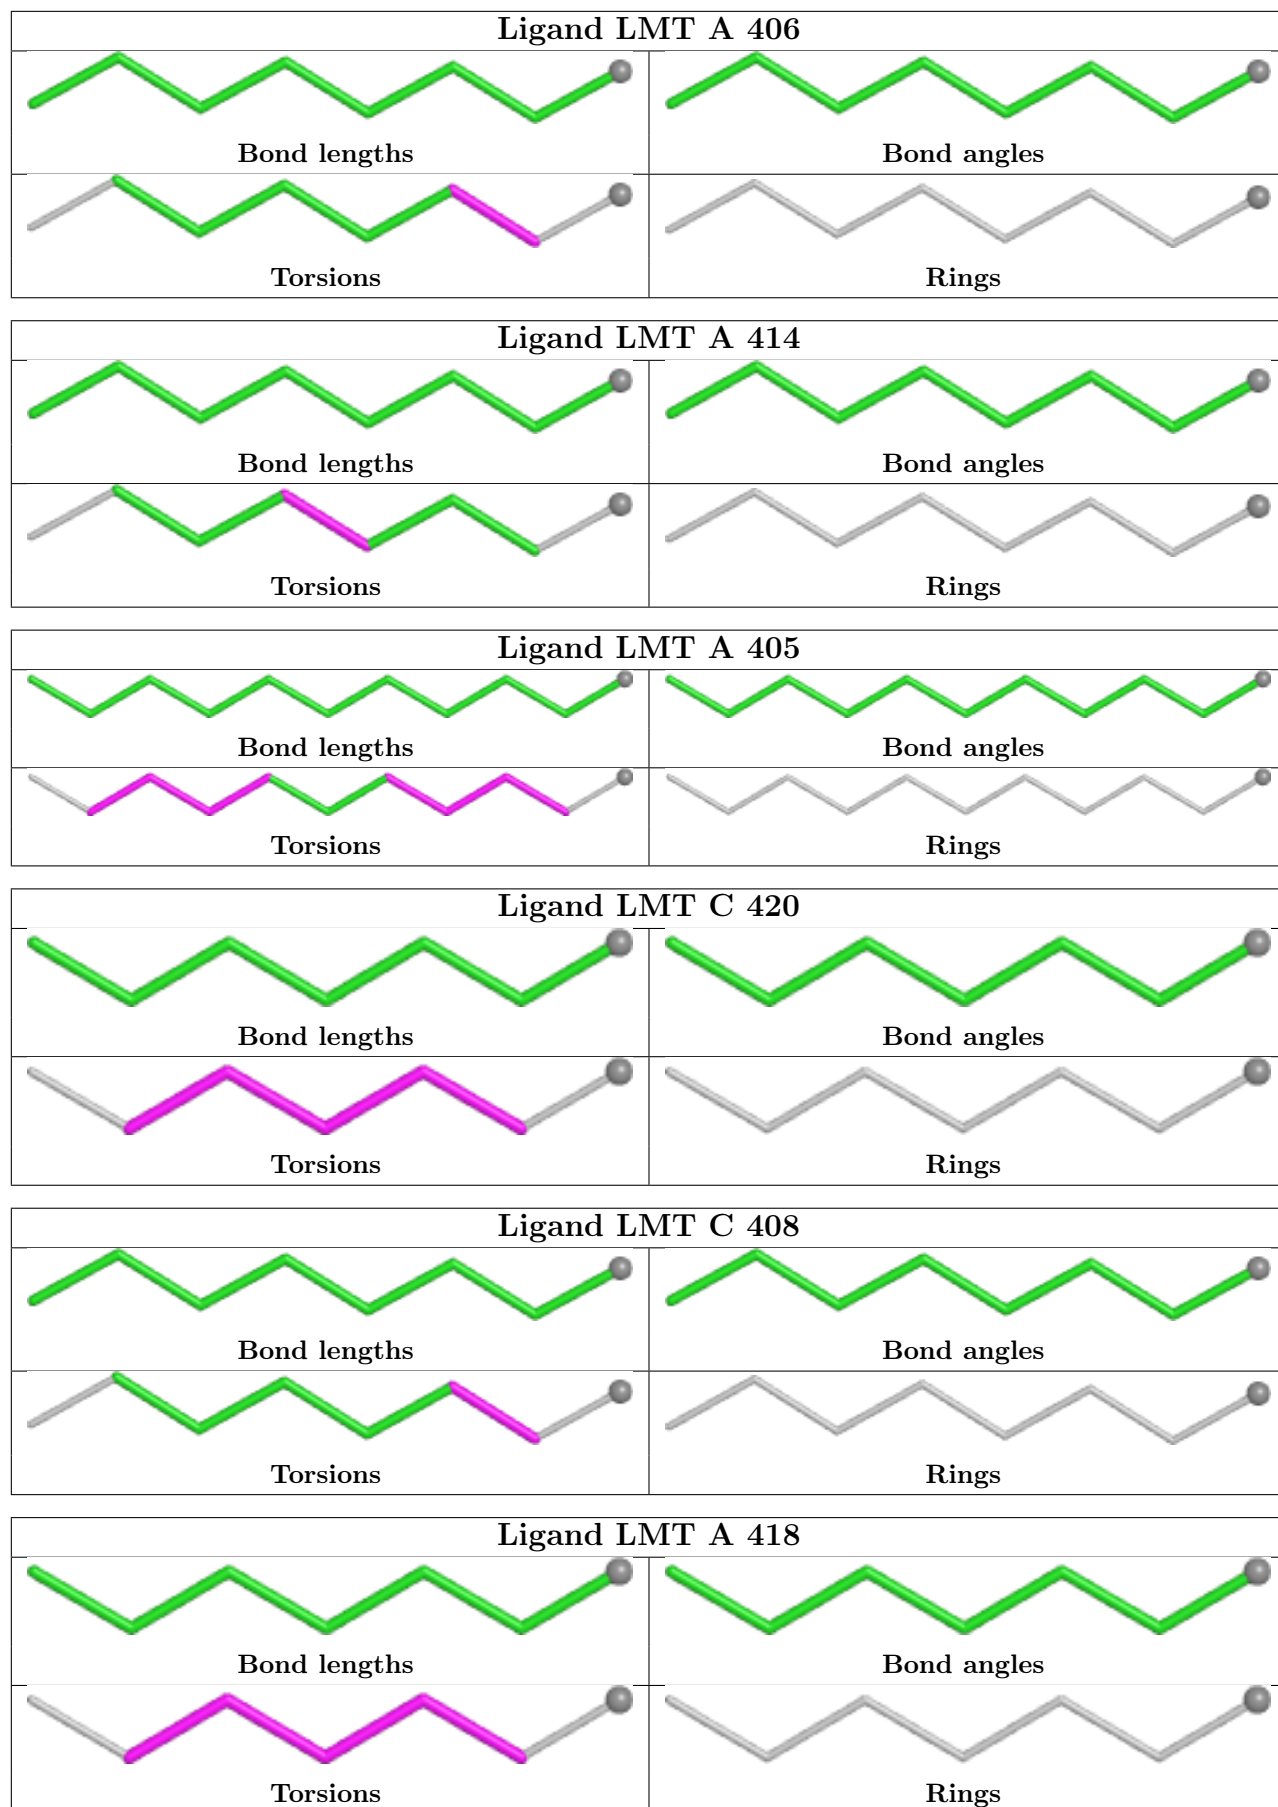 Ligand LMT A 406
Bond lengths
Bond angles
Torsions
Rings
Ligand LMT A 414
Bond lengths
Bond angles
Torsions
Rings
Ligand LMT A 405
Bond lengths
Bond angles
Torsions
Rings
Ligand LMT C 420
Bond lengths
Bond angles
Torsions
Rings
Ligand LMT C 408
Bond lengths
Bond angles
Torsions
Rings
Ligand LMT A 418
Bond lengths
Bond angles
Torsions
Rings